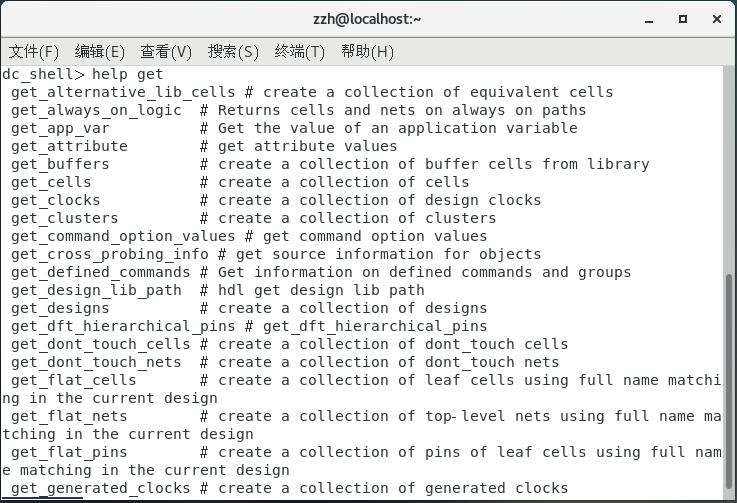 zzh@localhost:~
文件(F) 编辑(E) 查看(V) 搜索(S) 终端(T) 帮助(H)
dc_shell> help get
get_alternative_lib_cells # create a collection of equivalent cells
get_always_on_logic  # Returns cells and nets on always on paths
get_app_var          # Get the value of an application variable
get_attribute        # get attribute values
get_buffers          # create a collection of buffer cells from library
get_cells            # create a collection of cells
get_clocks           # create a collection of design clocks
get_clusters         # create a collection of clusters
get_command_option_values # get command option values
get_cross_probing_info # get source information for objects
get_defined_commands # Get information on defined commands and groups
get_design_lib_path  # hdl get design lib path
get_designs          # create a collection of designs
get_dft_hierarchical_pins # get_dft_hierarchical_pins
get_dont_touch_cells # create a collection of dont_touch cells
get_dont_touch_nets  # create a collection of dont_touch nets
get_flat_cells       # create a collection of leaf cells using full name matchi
ng in the current design
get_flat_nets        # create a collection of top-level nets using full name ma
tching in the current design
get_flat_pins        # create a collection of pins of leaf cells using full nam
e matching in the current design
get_generated_clocks # create a collection of generated clocks